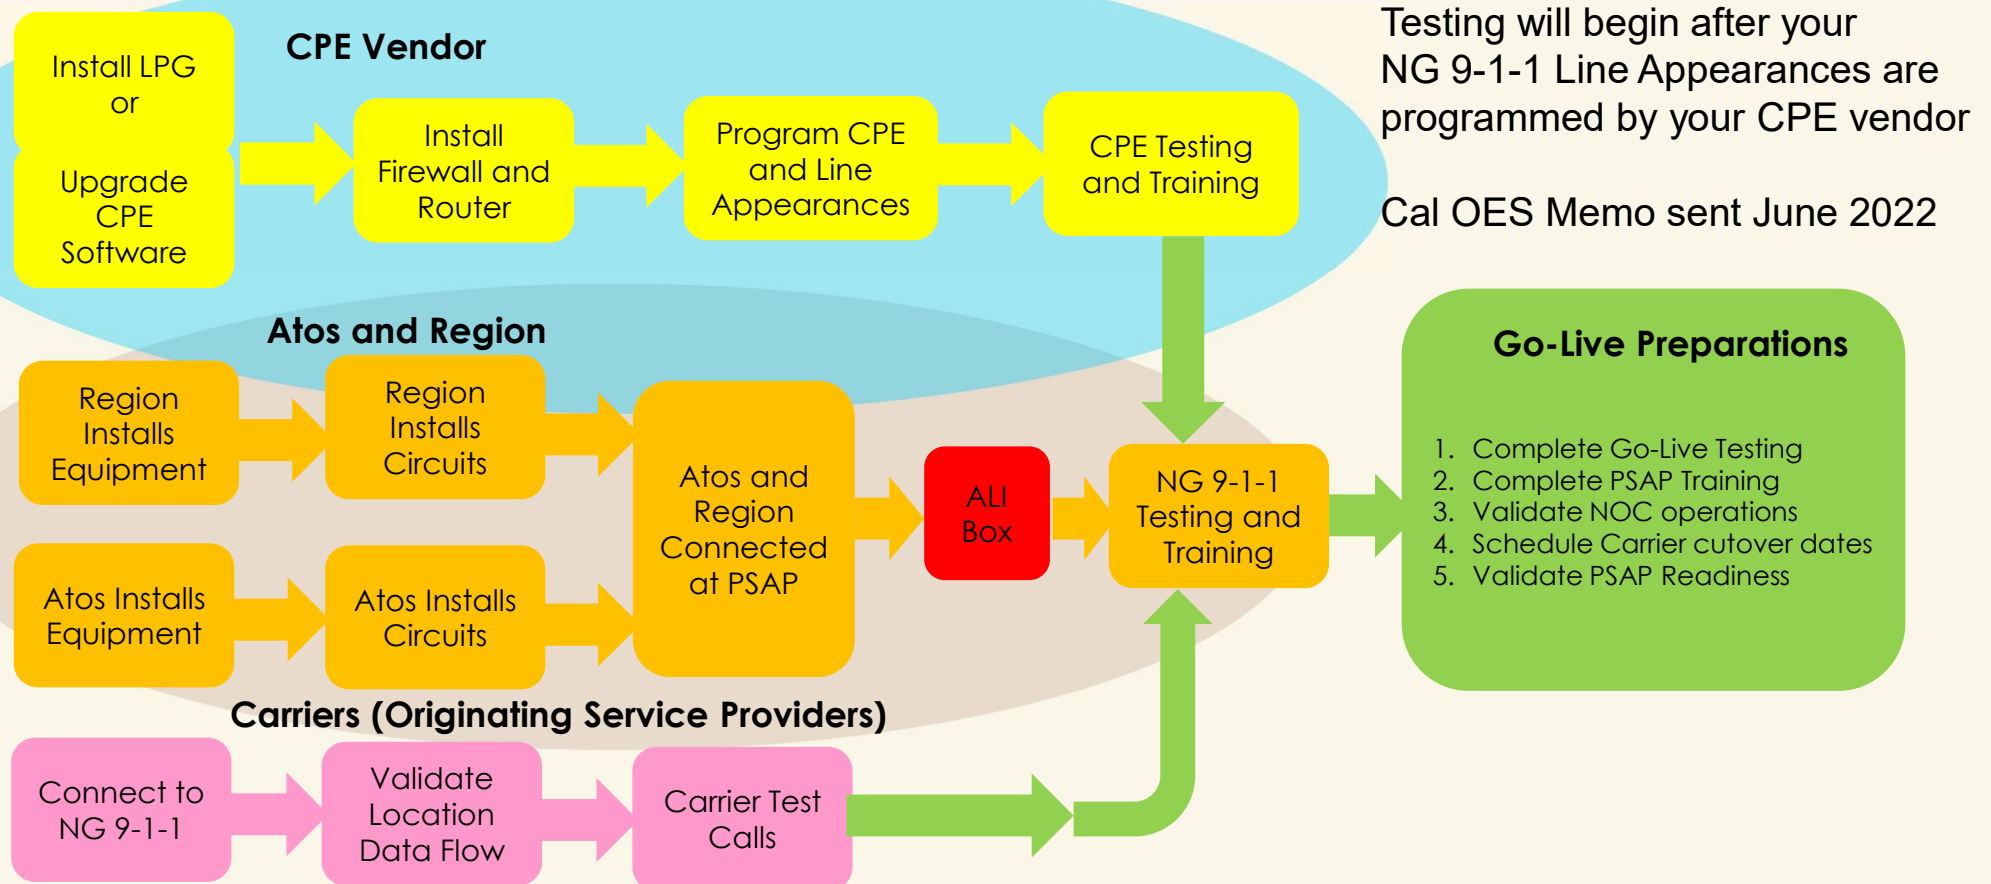 CPE Vendor
Install LPG
or
Upgrade
CPE
Software
Install
Firewall and
Router
Program CPE
and Line
Appearances
CPE Testing
and Training
Testing will begin after your
NG 9-1-1 Line Appearances are
programmed by your CPE vendor
Cal OES Memo sent June 2022
Atos and Region
Region
Installs
Equipment
Region
Installs
Circuits
Atos Installs
Equipment
Atos Installs
Circuits
Atos and
Region
Connected
at PSAP
ALI
Box
NG 9-1-1
Testing and
Training
Go-Live Preparations
1. Complete Go-Live Testing
2. Complete PSAP Training
3. Validate NOC operations
4. Schedule Carrier cutover dates
5. Validate PSAP Readiness
Carriers (Originating Service Providers)
Connect to
NG 9-1-1
Validate
Location
Data Flow
Carrier Test
Calls